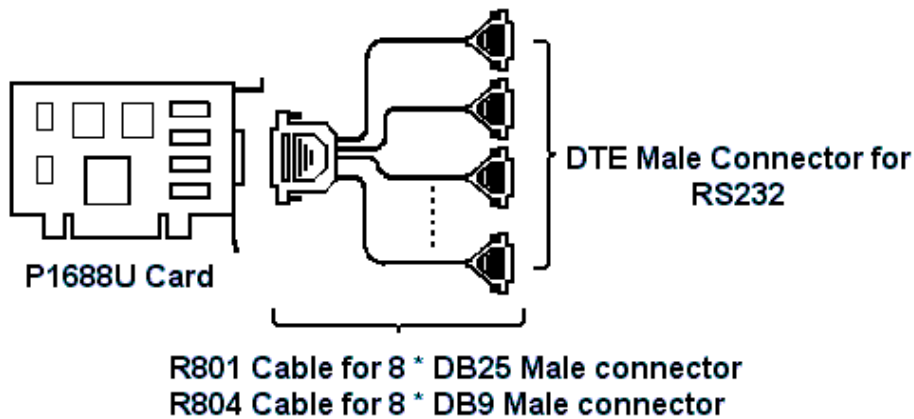 DTE Male Connector for
RS232
P1688U Card
R801 Cable for 8 * DB25 Male connector
R804 Cable for 8 * DB9 Male connector